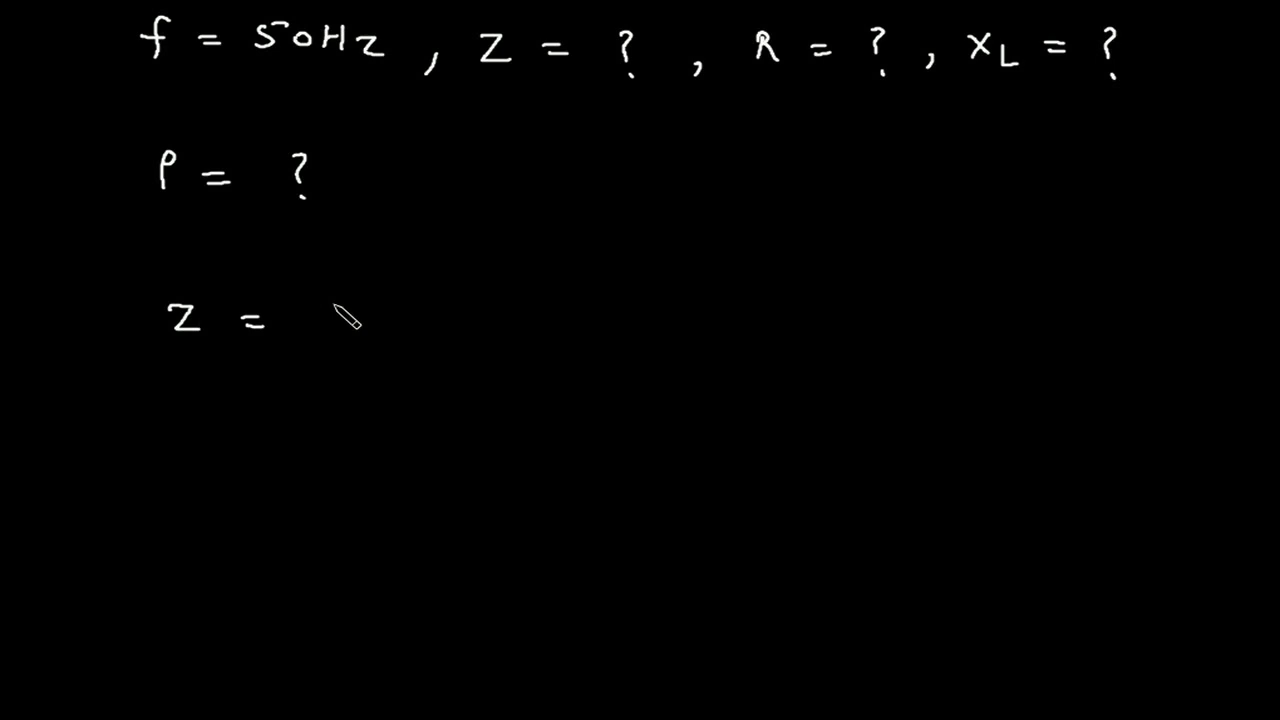 f = 50Hz , Z = ? , R = ? , XL = ?
P = ?
Z =